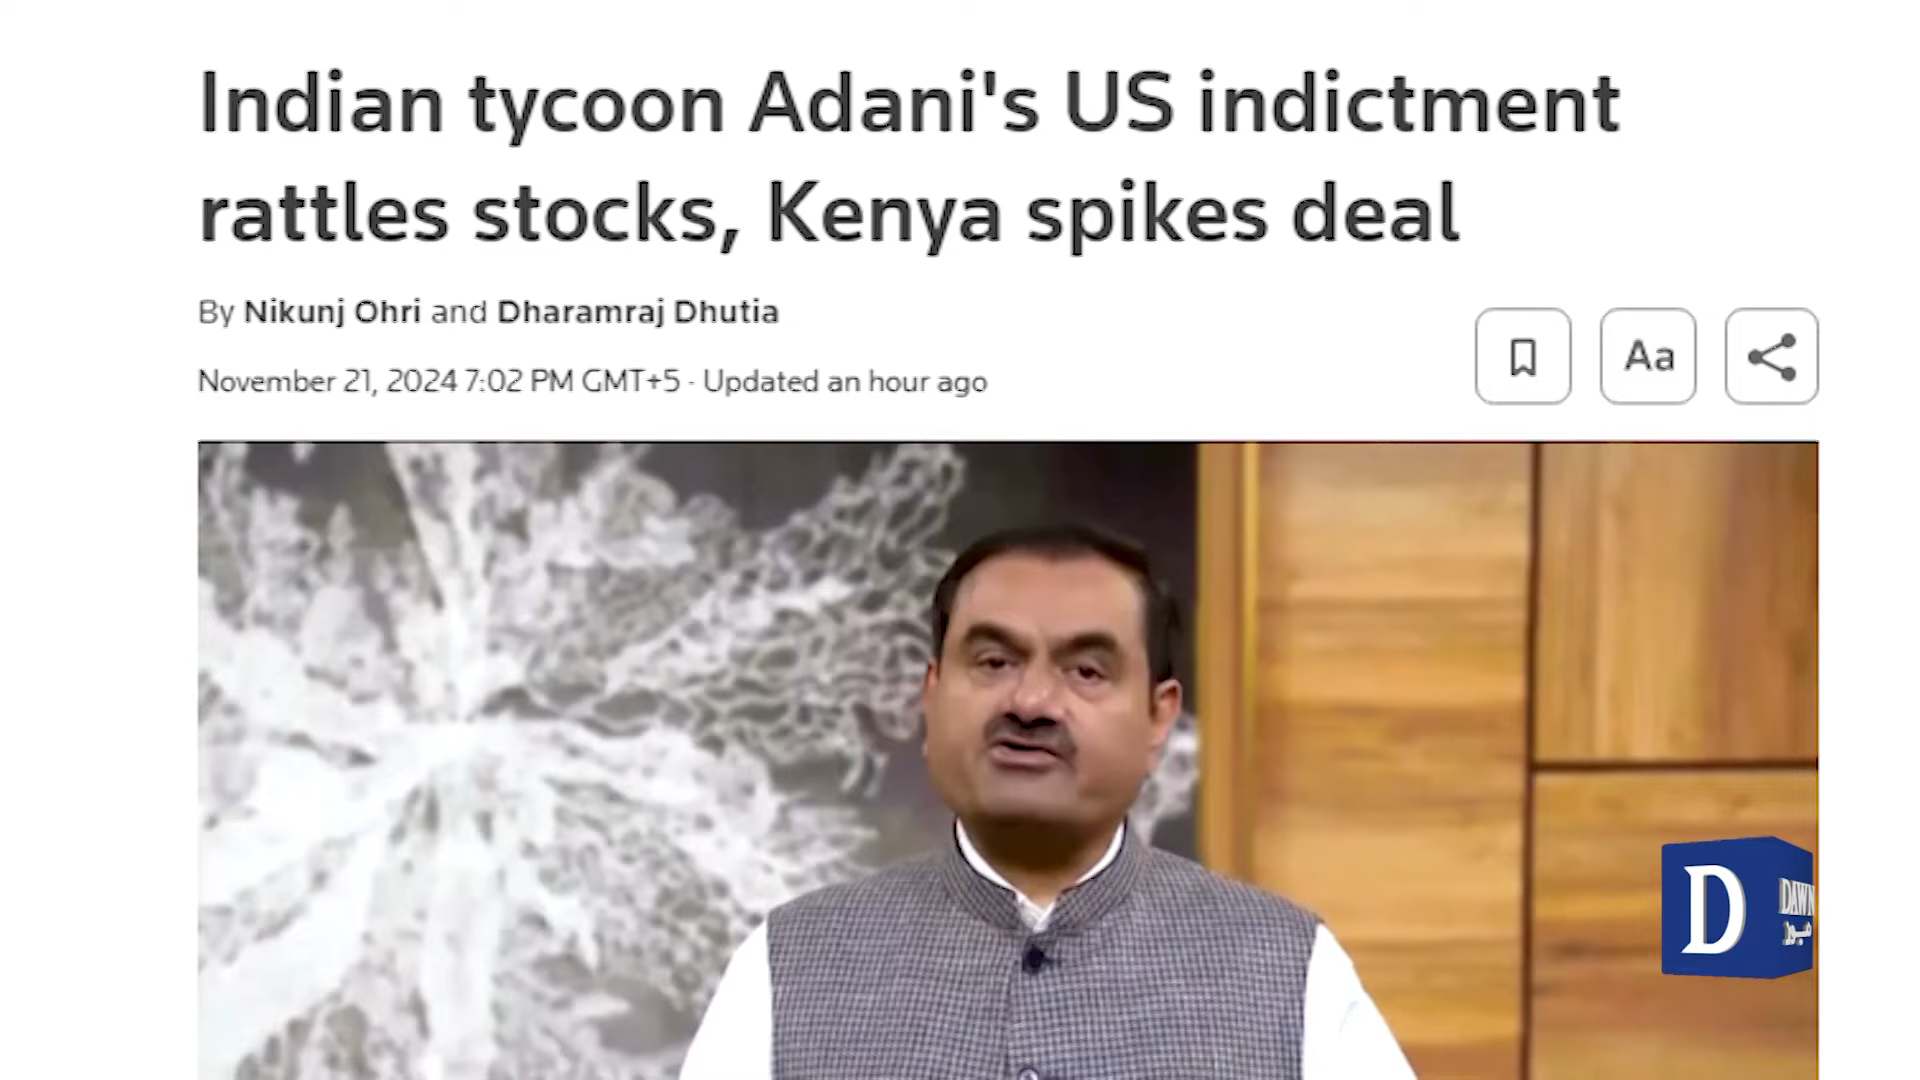 Indian tycoon Adani's US indictment
rattles stocks, Kenya spikes deal
By Nikunj Ohri and Dharamraj Dhutia
November 21, 2024 7:02 PM GMT+5 · Updated an hour ago
Aa
D
DAWN
نیوز